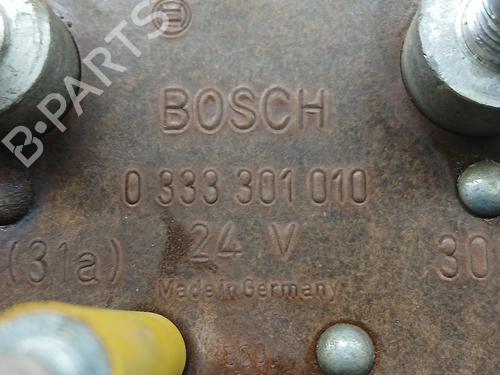 B-PARTS
BOSCH
0 333 301 010
(31a) 24 V 30
Made in Germany